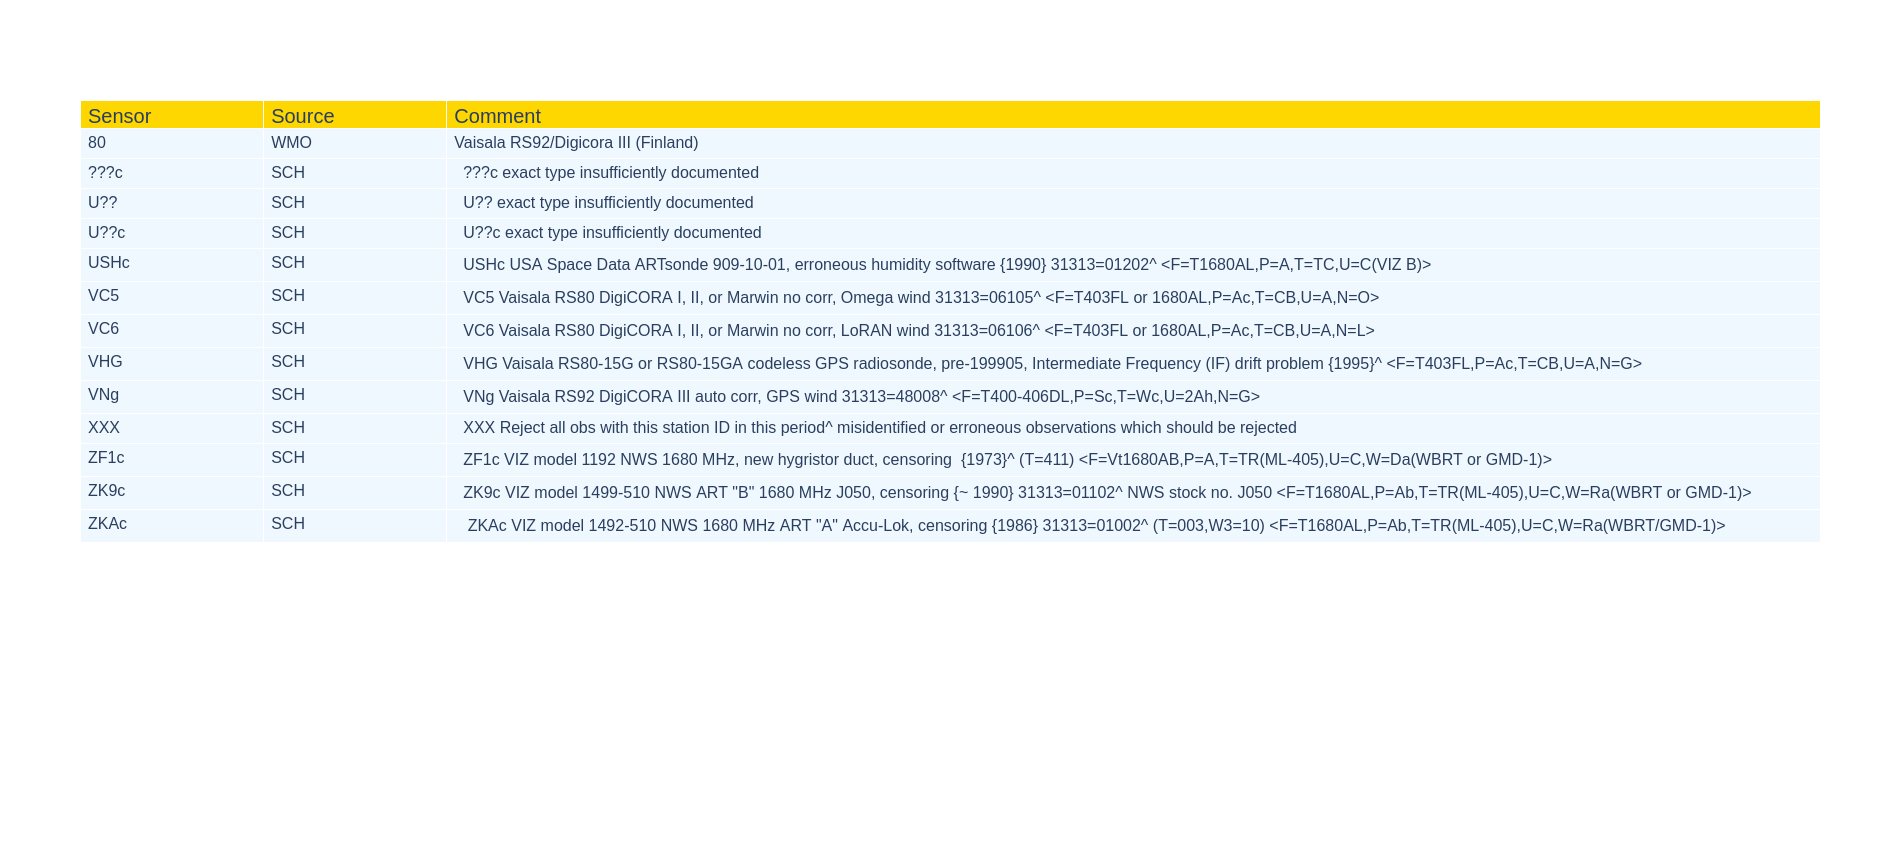 Sensor Source Comment
80 WMO Vaisala RS92/Digicora III (Finland)
???c SCH ???c exact type insufficiently documented
U?? SCH U?? exact type insufficiently documented
U??c SCH U??c exact type insufficiently documented
USHc SCH USHc USA Space Data ARTsonde 909-10-01, erroneous humidity software {1990} 31313=01202^ <F=T1680AL,P=A,T=TC,U=C(VIZ B)>
VC5 SCH VC5 Vaisala RS80 DigiCORA I, II, or Marwin no corr, Omega wind 31313=06105^ <F=T403FL or 1680AL,P=Ac,T=CB,U=A,N=O>
VC6 SCH VC6 Vaisala RS80 DigiCORA I, II, or Marwin no corr, LoRAN wind 31313=06106^ <F=T403FL or 1680AL,P=Ac,T=CB,U=A,N=L>
VHG SCH VHG Vaisala RS80-15G or RS80-15GA codeless GPS radiosonde, pre-199905, Intermediate Frequency (IF) drift problem {1995}^ <F=T403FL,P=Ac,T=CB,U=A,N=G>
VNg SCH VNg Vaisala RS92 DigiCORA III auto corr, GPS wind 31313=48008^ <F=T400-406DL,P=Sc,T=Wc,U=2Ah,N=G>
XXX SCH XXX Reject all obs with this station ID in this period^ misidentified or erroneous observations which should be rejected
ZF1c SCH ZF1c VIZ model 1192 NWS 1680 MHz, new hygristor duct, censoring  {1973}^ (T=411) <F=Vt1680AB,P=A,T=TR(ML-405),U=C,W=Da(WBRT or GMD-1)>
ZK9c SCH ZK9c VIZ model 1499-510 NWS ART "B" 1680 MHz J050, censoring {~ 1990} 31313=01102^ NWS stock no. J050 <F=T1680AL,P=Ab,T=TR(ML-405),U=C,W=Ra(WBRT or GMD-1)>
ZKAc SCH ZKAc VIZ model 1492-510 NWS 1680 MHz ART "A" Accu-Lok, censoring {1986} 31313=01002^ (T=003,W3=10) <F=T1680AL,P=Ab,T=TR(ML-405),U=C,W=Ra(WBRT/GMD-1)>